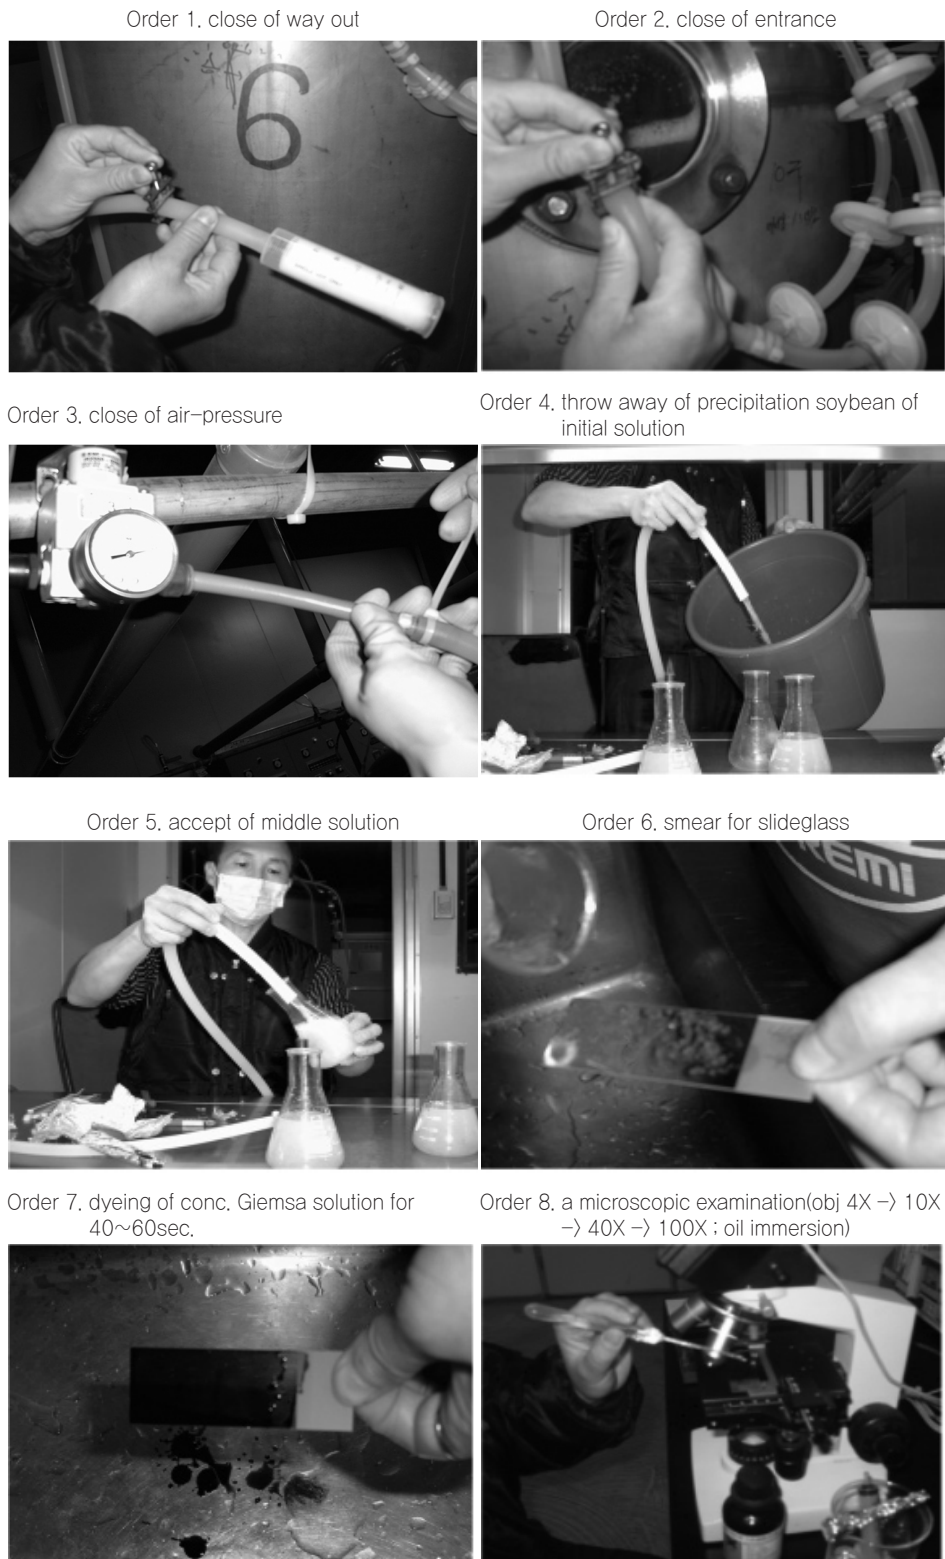 Order 1. close of way out
Order 2. close of entrance
6
Order 3. close of air-pressure
Order 4. throw away of precipitation soybean of
initial solution
Order 5. accept of middle solution
Order 6. smear for slideglass
REMI
Order 7. dyeing of conc. Giemsa solution for
40~60sec.
Order 8. a microscopic examination(obj 4X -> 10X
-> 40X -> 100X ; oil immersion)